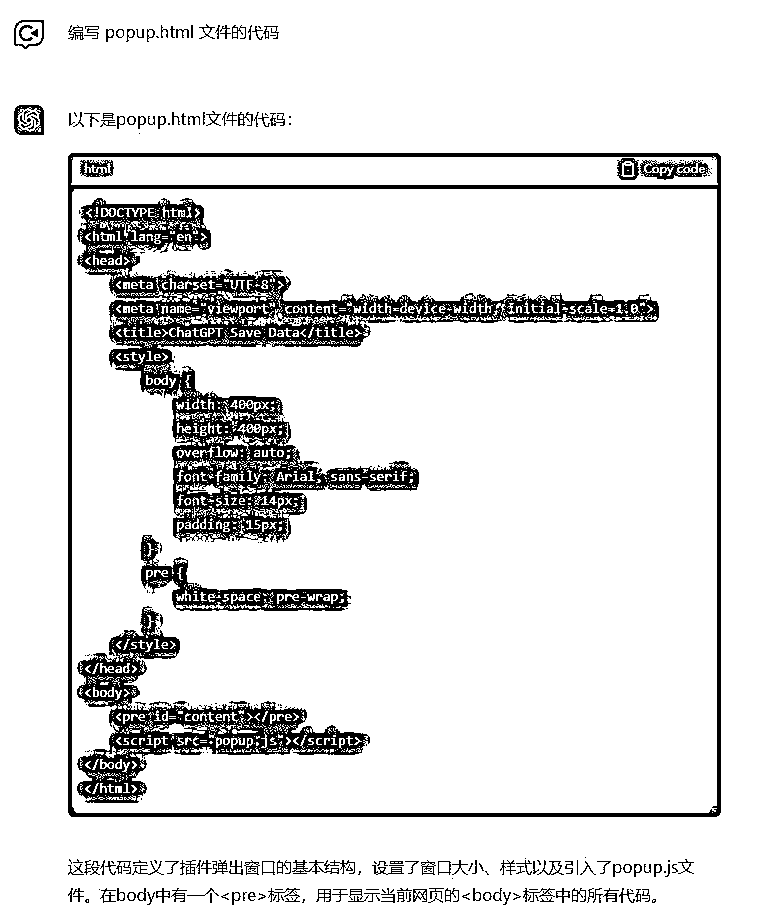 编写 popup.html 文件的代码
以下是popup.html文件的代码：
html
Copy code
<!DOCTYPE html>
<html lang="en">
<head>
<meta charset="UTF-8">
<meta name="viewport" content="width=device-width, initial-scale=1.0">
<title>ChatGPT Save Data</title>
<style>
body {
width: 400px;
height: 400px;
overflow: auto;
font-family: Arial, sans-serif;
font-size: 14px;
padding: 15px;
}
pre {
white-space: pre-wrap;
}
</style>
</head>
<body>
<pre id="content"></pre>
<script src="popup.js"></script>
</body>
</html>
这段代码定义了插件弹出窗口的基本结构，设置了窗口大小、样式以及引入了popup.js文
件。在body中有一个<pre>标签，用于显示当前网页的<body>标签中的所有代码。